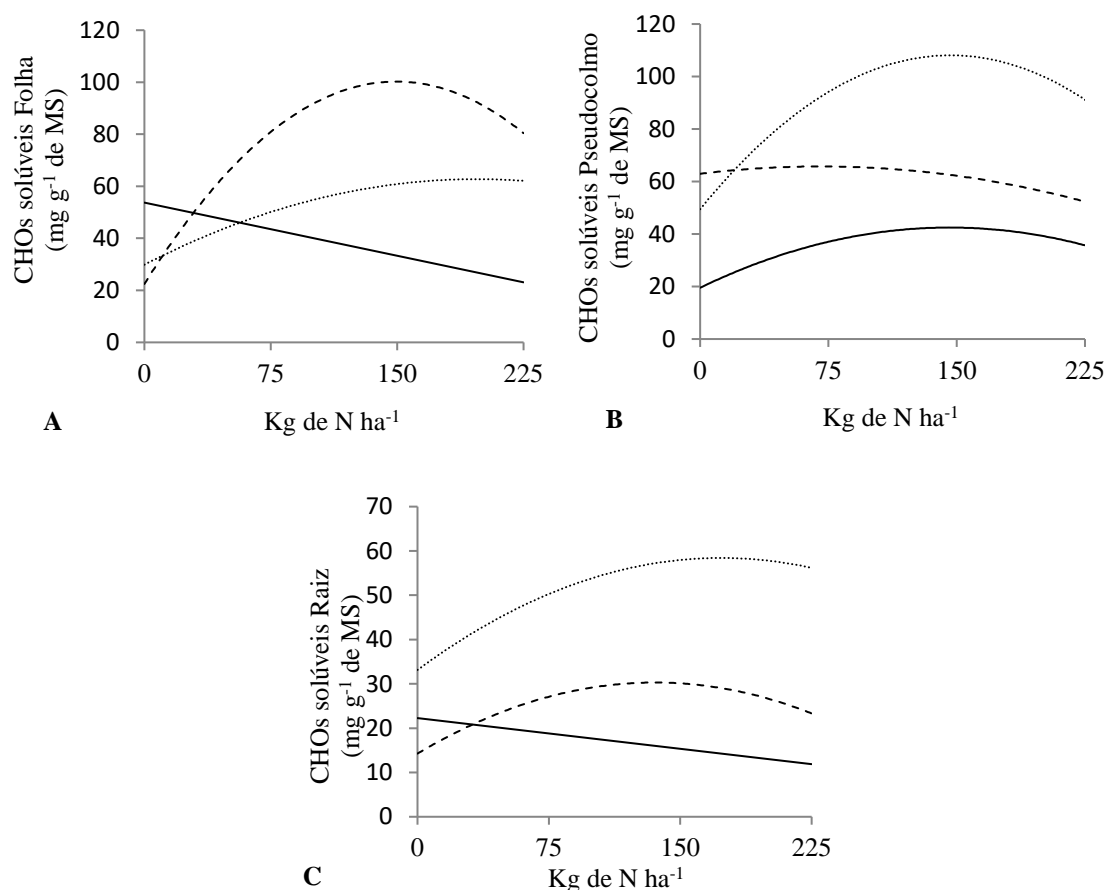 CHOs solúveis Folha
(mg g-1 de MS)
120
100
80
60
40
20
0
0 75 150 225
Kg de N ha-1
A
CHOs solúveis Pseudocolmo
(mg g-1 de MS)
120
100
80
60
40
20
0
0 75 150 225
Kg de N ha-1
B
CHOs solúveis Raiz
(mg g-1 de MS)
70
60
50
40
30
20
10
0
0 75 150 225
Kg de N ha-1
C